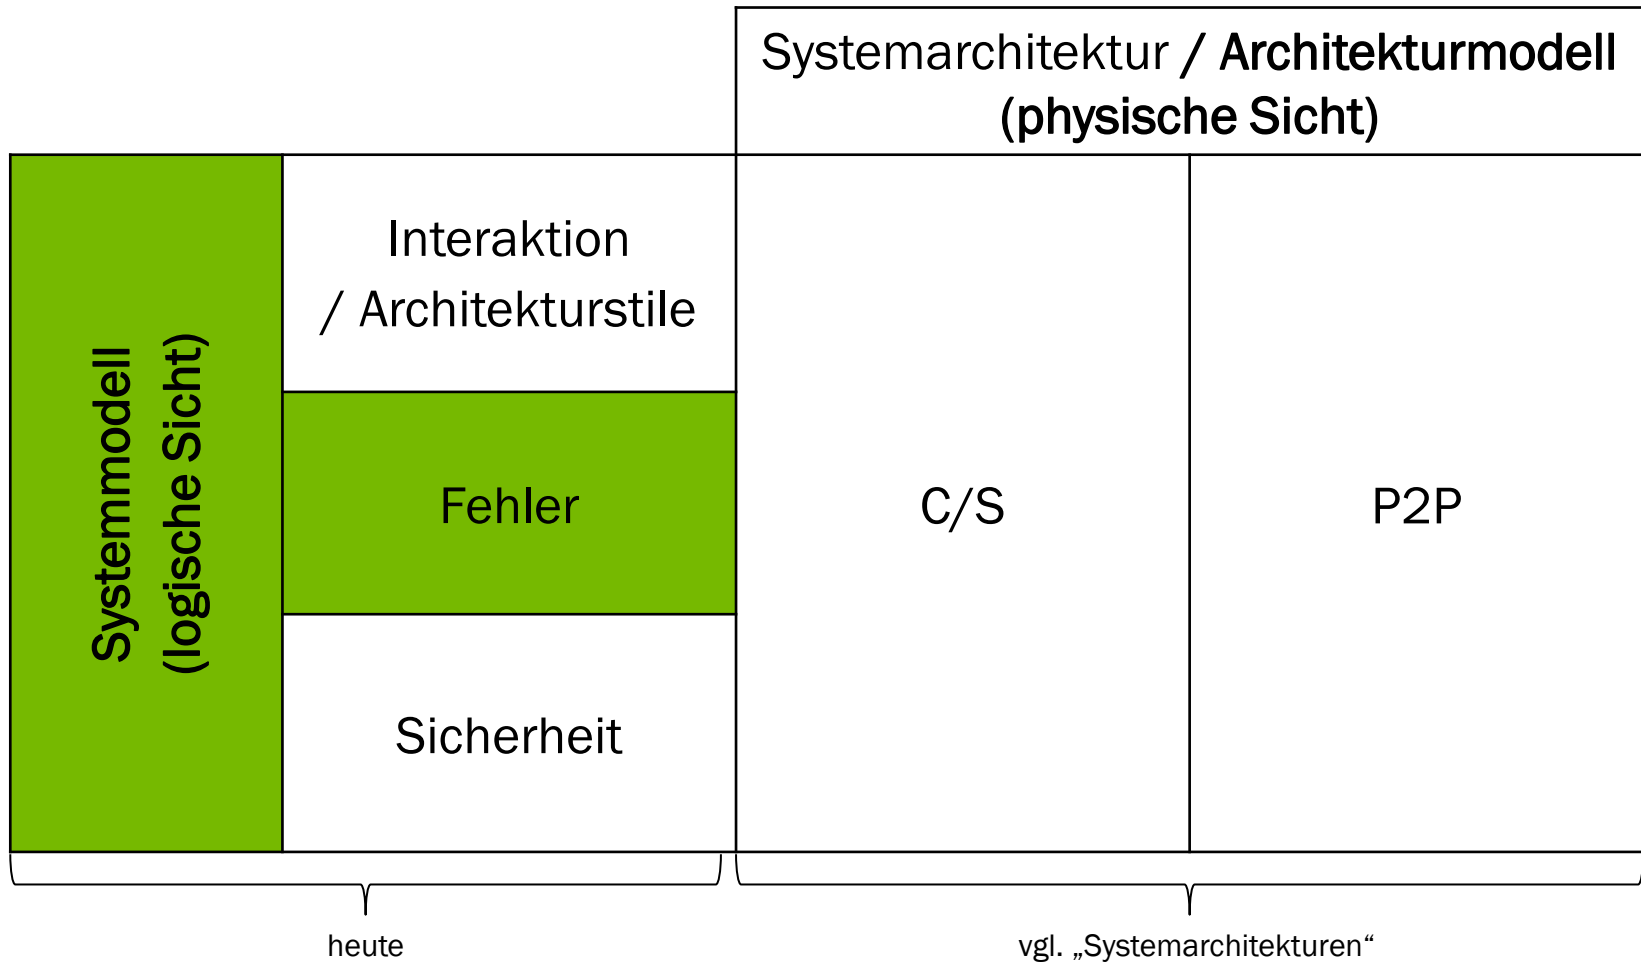 Systemarchitektur / Architekturmodell
(physische Sicht)
Systemmodell
(logische Sicht)
Interaktion
/ Architekturstile
Fehler
Sicherheit
C/S
P2P
heute
vgl. „Systemarchitekturen“